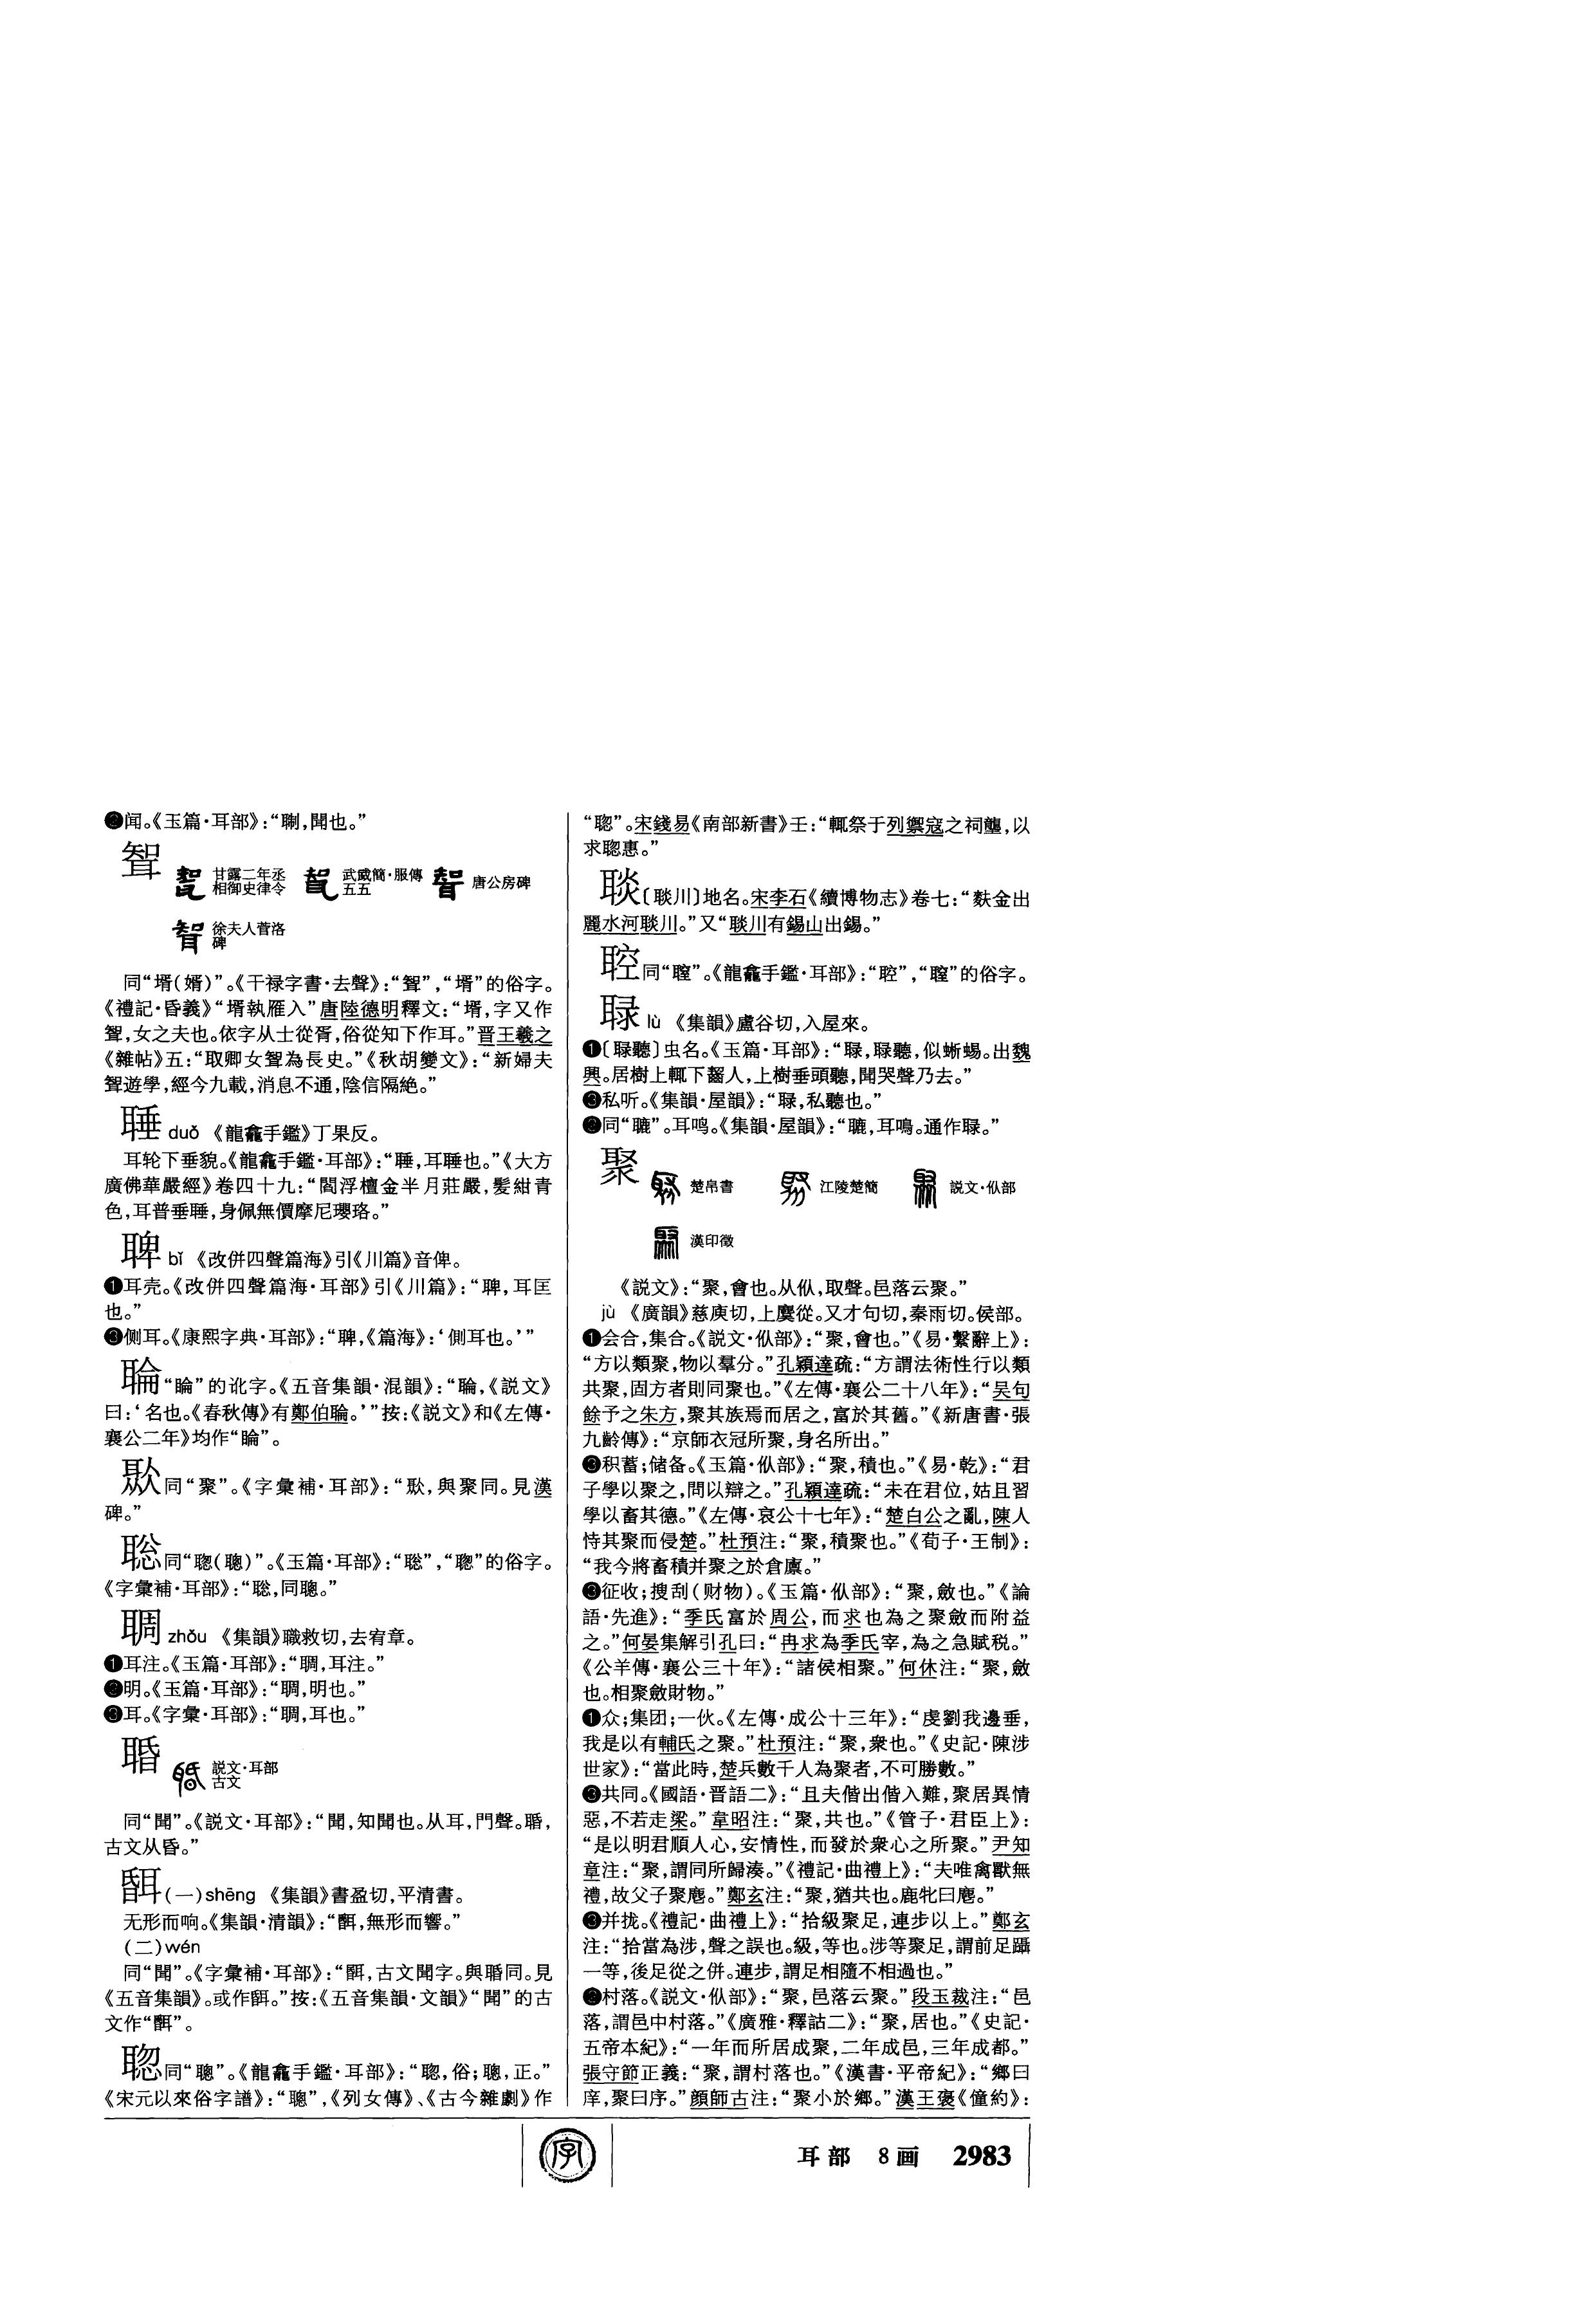 ❷闻。《玉篇·耳部》：“聏，聞也。”
聟 甘露二年丞相御史律令 武威簡·服傳五五 唐公房碑
徐夫人菅洛碑
同“壻（婿）”。《干禄字書·去聲》：“聟”，“壻”的俗字。
《禮記·昏義》“壻執雁入”唐陸德明釋文：“壻，字又作
聟，女之夫也。依字从士從胥，俗從知下作耳。”晋王羲之
《雜帖》五：“取卿女聟為長史。”《秋胡變文》：“新婦夫
聟遊學，經今九載，消息不通，陰信隔絶。”
睡 duǒ 《龍龕手鑑》丁果反。
耳轮下垂貌。《龍龕手鑑·耳部》：“䎬，耳䎬也。”《大方
廣佛華嚴經》卷四十九：“閻浮檀金半月莊嚴，髪紺青
色，耳普垂䎬，身佩無價摩尼瓔珞。”
聛 bǐ 《改併四聲篇海》引《川篇》音俾。
❶耳壳。《改併四聲篇海·耳部》引《川篇》：“聛，耳匡
也。”
❸侧耳。《康熙字典·耳部》：“聛，《篇海》：‘側耳也。’”
“睔”的讹字。《五音集韻·混韻》：“耣，《説文》
曰：‘名也。《春秋傳》有鄭伯耣。’”按：《説文》和《左傳·
襄公二年》均作“睔”。
同“聚”。《字彙補·耳部》：“，與聚同。見漢
碑。”
聡同“聰（聰）”。《玉篇·耳部》：“聡”，“聰”的俗字。
《字彙補·耳部》：“聡，同聰。”
䎻 zhǒu 《集韻》職救切，去宥章。
❶耳注。《玉篇·耳部》：“䎻，耳注。”
❷明。《玉篇·耳部》：“䎻，明也。”
❸耳。《字彙·耳部》：“䎻，耳也。”
䎽 説文·耳部古文
同“聞”。《説文·耳部》：“聞，知聞也。从耳，門聲。䎽，
古文从昏。”
（一）shēng 《集韻》書盈切，平清書。
无形而响。《集韻·清韻》：“，無形而響。”
（二）wén
同“聞”。《字彙補·耳部》：“，古文聞字。與䎽同。見
《五音集韻》。或作。”按：《五音集韻·文韻》“聞”的古
文作“”。
聦同“聰”。《龍龕手鑑·耳部》：“聦，俗；聰，正。”
《宋元以來俗字譜》：“聰”，《列女傳》、《古今雜劇》作
“聦”。宋錢易《南部新書》壬：“輒祭于列禦寇之祠壟，以
求聦惠。”
〔䎦川〕地名。宋李石《續博物志》卷七：“麩金出
麗水河䎦川。”又“䎦川有錫山出錫。”
同“”。《龍龕手鑑·耳部》：“”，“”的俗字。
䎼 lù 《集韻》盧谷切，入屋來。
❶〔䎼聽〕虫名。《玉篇·耳部》：“䎼，䎼聽，似蜥蜴。出魏
興。居樹上輒下齧人，上樹垂頭聽，聞哭聲乃去。”
❸私听。《集韻·屋韻》：“䎼，私聽也。”
❷同“”。耳鸣。《集韻·屋韻》：“，耳鳴。通作䎼。”
聚 楚帛書 江陵楚簡 説文·㐺部
漢印徵
《説文》：“聚，會也。从㐺，取聲。邑落云聚。”
jù 《廣韻》慈庾切，上麌從。又才句切，秦雨切。侯部。
❶会合，集合。《説文·㐺部》：“聚，會也。”《易·繫辭上》：
“方以類聚，物以羣分。”孔穎達疏：“方謂法術性行以類
共聚，固方者則同聚也。”《左傳·襄公二十八年》：“吴句
餘予之朱方，聚其族焉而居之，富於其舊。”《新唐書·張
九齡傳》：“京師衣冠所聚，身名所出。”
❸积蓄；储备。《玉篇·㐺部》：“聚，積也。”《易·乾》：“君
子學以聚之，問以辯之。”孔穎達疏：“未在君位，姑且習
學以畜其德。”《左傳·哀公十七年》：“楚白公之亂，陳人
恃其聚而侵楚。”杜預注：“聚，積聚也。”《荀子·王制》：
“我今將畜積并聚之於倉廩。”
❸征收；搜刮（财物）。《玉篇·㐺部》：“聚，斂也。”《論
語·先進》：“季氏富於周公，而求也為之聚斂而附益
之。”何晏集解引孔曰：“冉求為季氏宰，為之急賦税。”
《公羊傳·襄公三十年》：“諸侯相聚。”何休注：“聚，斂
也。相聚斂財物。”
❶众；集团；一伙。《左傳·成公十三年》：“虔劉我邊垂，
我是以有輔氏之聚。”杜預注：“聚，衆也。”《史記·陳涉
世家》：“當此時，楚兵數千人為聚者，不可勝數。”
❸共同。《國語·晋語二》：“且夫偕出偕入難，聚居異情
惡，不若走梁。”韋昭注：“聚，共也。”《管子·君臣上》：
“是以明君順人心，安情性，而發於衆心之所聚。”尹知
章注：“聚，謂同所歸湊。”《禮記·曲禮上》：“夫唯禽獸無
禮，故父子聚麀。”鄭玄注：“聚，猶共也。鹿牝曰麀。”
❸并拢。《禮記·曲禮上》：“拾級聚足，連步以上。”鄭玄
注：“拾當為涉，聲之誤也。級，等也。涉等聚足，謂前足躡
一等，後足從之併。連步，謂足相隨不相過也。”
❷村落。《説文·㐺部》：“聚，邑落云聚。”段玉裁注：“邑
落，謂邑中村落。”《廣雅·釋詁二》：“聚，居也。”《史記·
五帝本紀》：“一年而所居成聚，二年成邑，三年成都。”
張守節正義：“聚，謂村落也。”《漢書·平帝紀》：“鄉曰
庠，聚曰序。”顔師古注：“聚小於鄉。”漢王褒《僮約》：
字
耳部 8画 2983